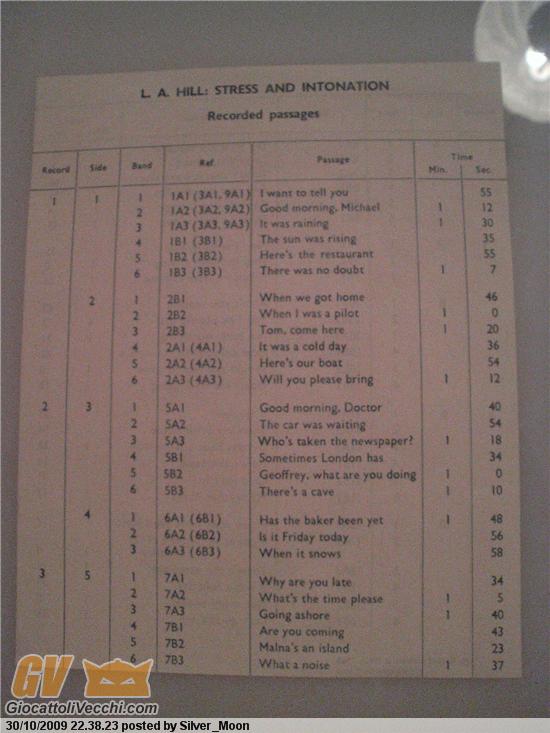 L. A. HILL: STRESS AND INTONATION
Recorded passages
Record Side Band Ref. Passage Time
Min. Sec.
1 1 1 1A1 (3A1, 9A1) I want to tell you 55
2 1A2 (3A2, 9A2) Good morning, Michael 1 12
3 1A3 (3A3, 9A3) It was raining 1 30
4 1B1 (3B1) The sun was rising 35
5 1B2 (3B2) Here's the restaurant 55
6 1B3 (3B3) There was no doubt 1 7
2 1 2B1 When we got home 46
2 2B2 When I was a pilot 1 0
3 2B3 Tom, come here 1 20
4 2A1 (4A1) It was a cold day 36
5 2A2 (4A2) Here's our boat 54
6 2A3 (4A3) Will you please bring 1 12
2 3 1 5A1 Good morning, Doctor 40
2 5A2 The car was waiting 54
3 5A3 Who's taken the newspaper? 1 18
4 5B1 Sometimes London has 34
5 5B2 Geoffrey, what are you doing 1 0
6 5B3 There's a cave 1 10
4 1 6A1 (6B1) Has the baker been yet 1 48
2 6A2 (6B2) Is it Friday today 56
3 6A3 (6B3) When it snows 58
3 5 1 7A1 Why are you late 34
2 7A2 What's the time please 1 5
3 7A3 Going ashore 1 40
4 7B1 Are you coming 43
5 7B2 Malna's an island 23
6 7B3 What a noise 1 37
GV
GiocattoliVecchi.com
30/10/2009 22.38.23 posted by Silver_Moon